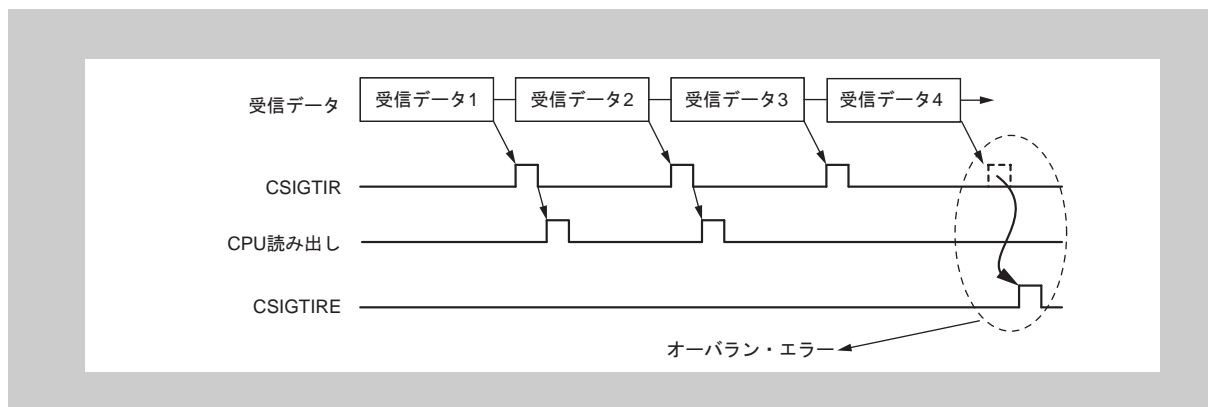 受信データ
受信データ1
受信データ2
受信データ3
受信データ4
CSIGTIR
CPU読み出し
CSIGTIRE
オーバラン・エラー